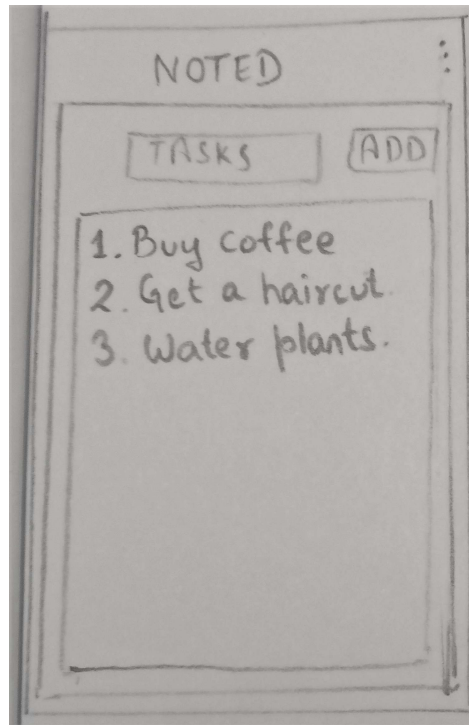 NOTED
TASKS ADD
1. Buy coffee
2. Get a haircut.
3. Water plants.